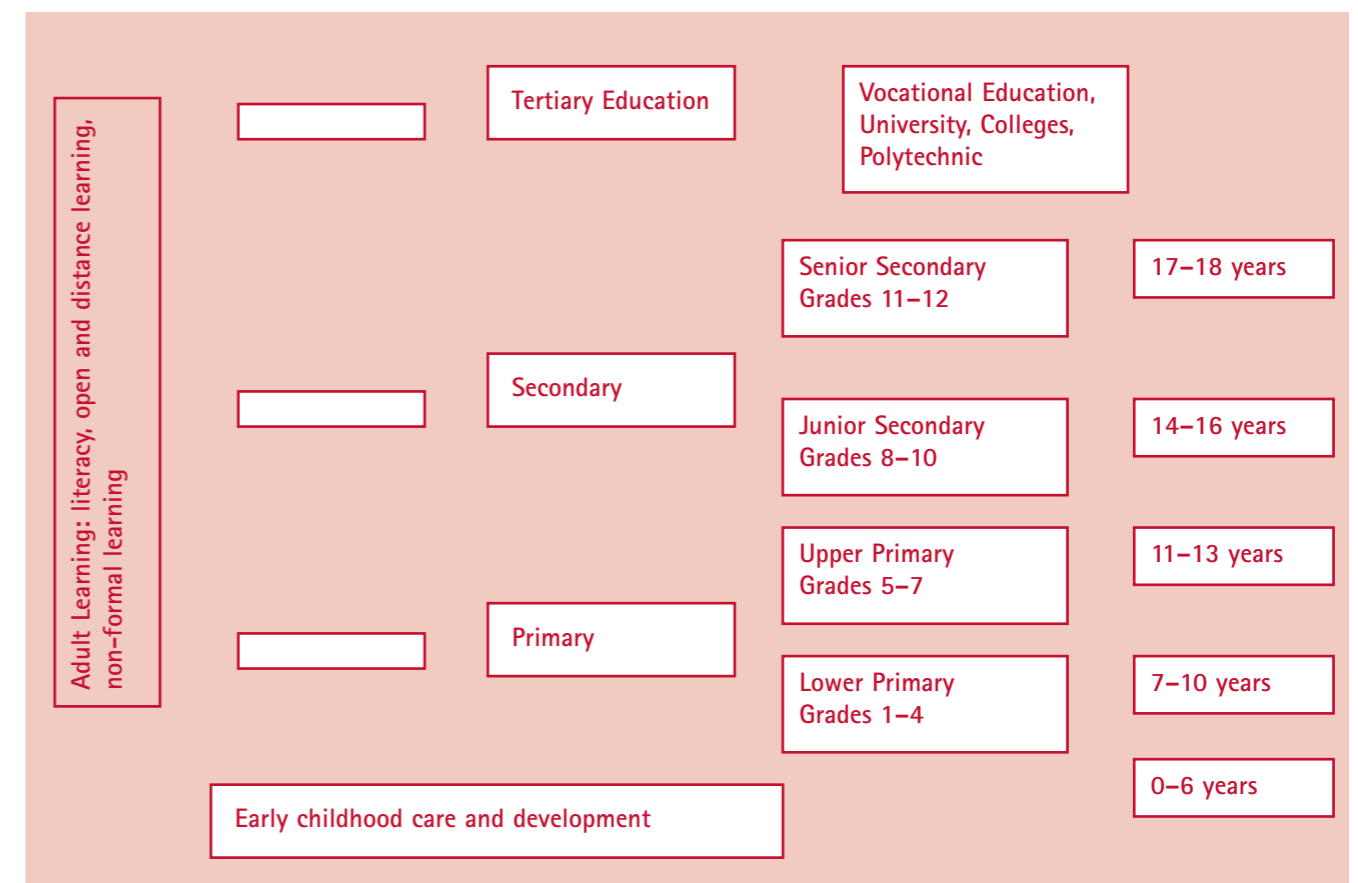 Adult Learning: literacy, open and distance learning,
non-formal learning
Tertiary Education
Vocational Education,
University, Colleges,
Polytechnic
Senior Secondary
Grades 11–12
17–18 years
Secondary
Junior Secondary
Grades 8–10
14–16 years
Upper Primary
Grades 5–7
11–13 years
Primary
Lower Primary
Grades 1–4
7–10 years
0–6 years
Early childhood care and development